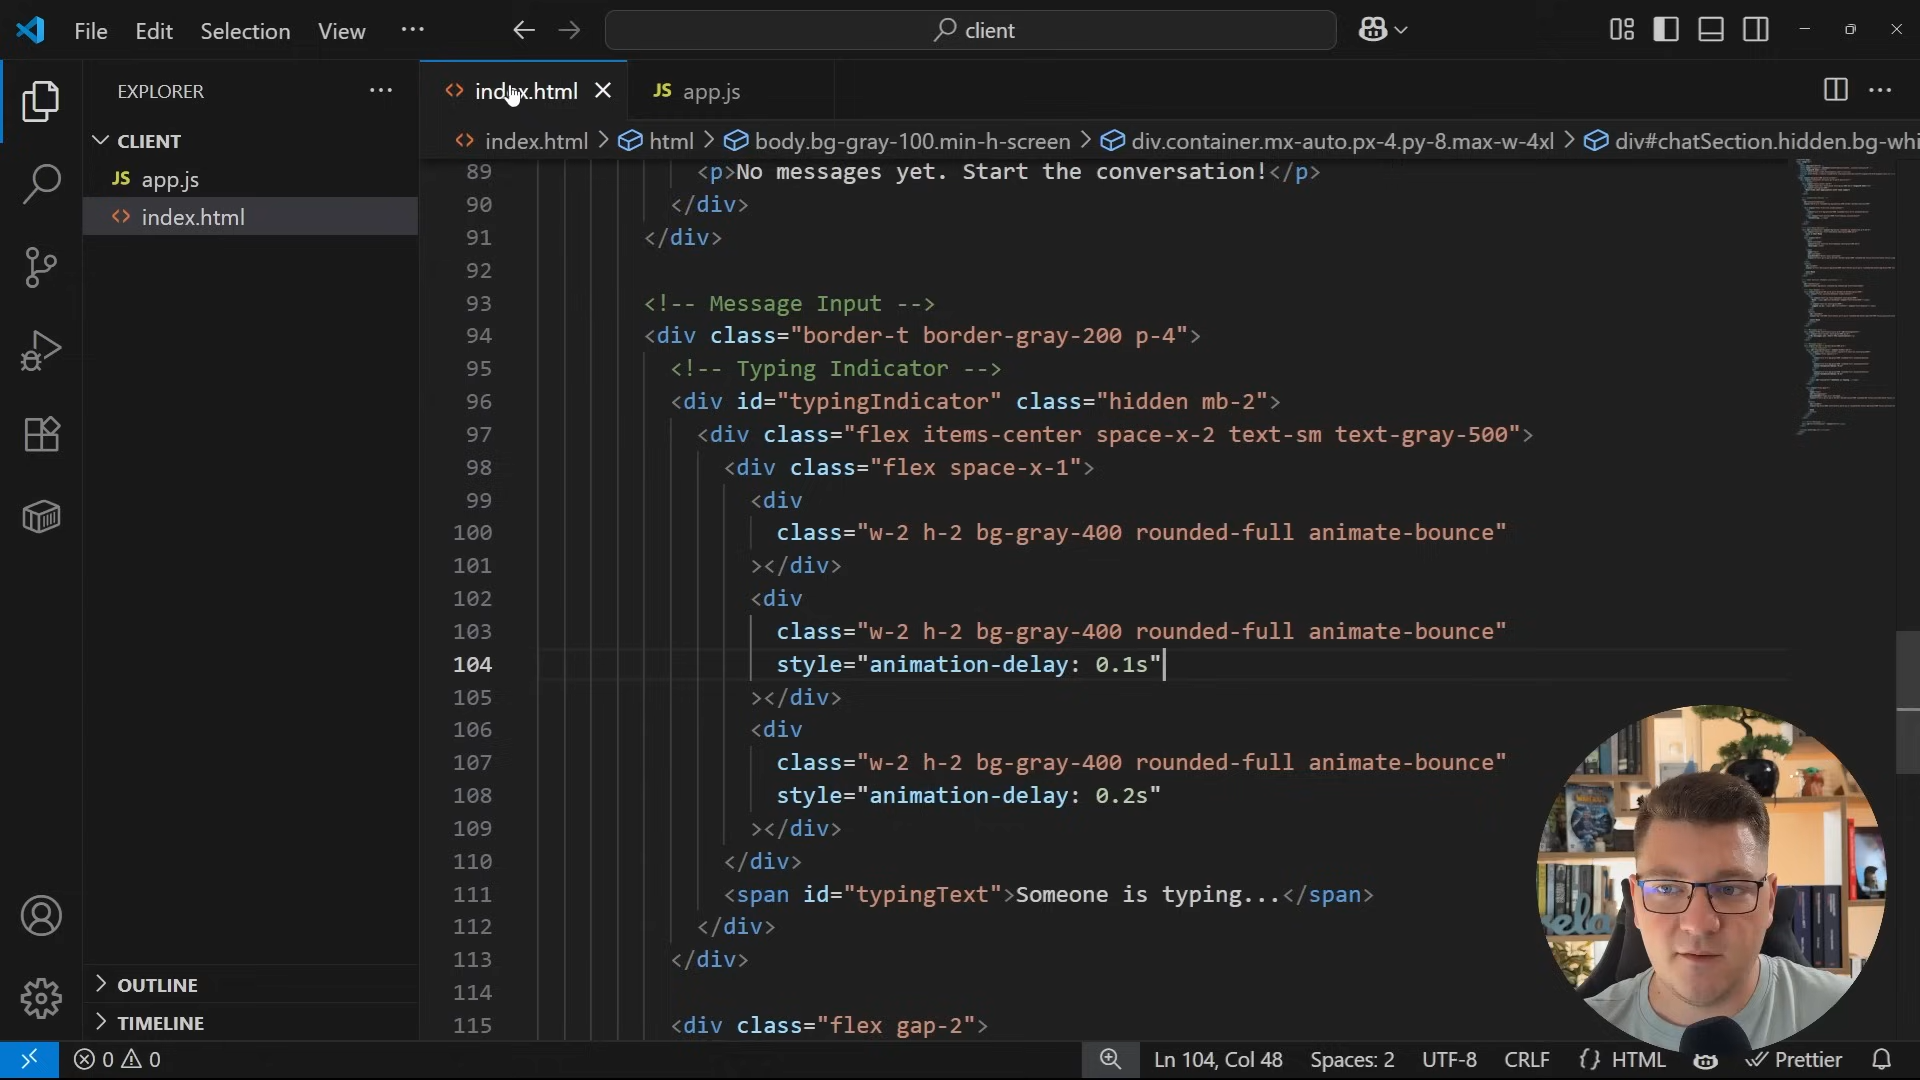 File Edit Selection View ...
client
EXPLORER ...
CLIENT
JS app.js
<> index.html
<> index.html
JS app.js
<> index.html > html > body.bg-gray-100.min-h-screen > div.container.mx-auto.px-4.py-8.max-w-4xl > div#chatSection.hidden.bg-whi
89 <p>No messages yet. Start the conversation!</p>
90 </div>
91 </div>
92
93 <!-- Message Input -->
94 <div class="border-t border-gray-200 p-4">
95 <!-- Typing Indicator -->
96 <div id="typingIndicator" class="hidden mb-2">
97 <div class="flex items-center space-x-2 text-sm text-gray-500">
98 <div class="flex space-x-1">
99 <div
100 class="w-2 h-2 bg-gray-400 rounded-full animate-bounce"
101 ></div>
102 <div
103 class="w-2 h-2 bg-gray-400 rounded-full animate-bounce"
104 style="animation-delay: 0.1s"
105 ></div>
106 <div
107 class="w-2 h-2 bg-gray-400 rounded-full animate-bounce"
108 style="animation-delay: 0.2s"
109 ></div>
110 </div>
111 <span id="typingText">Someone is typing...</span>
112 </div>
113 </div>
114
115 <div class="flex gap-2">
OUTLINE
TIMELINE
0 0 Ln 104, Col 48 Spaces: 2 UTF-8 CRLF {} HTML Prettier